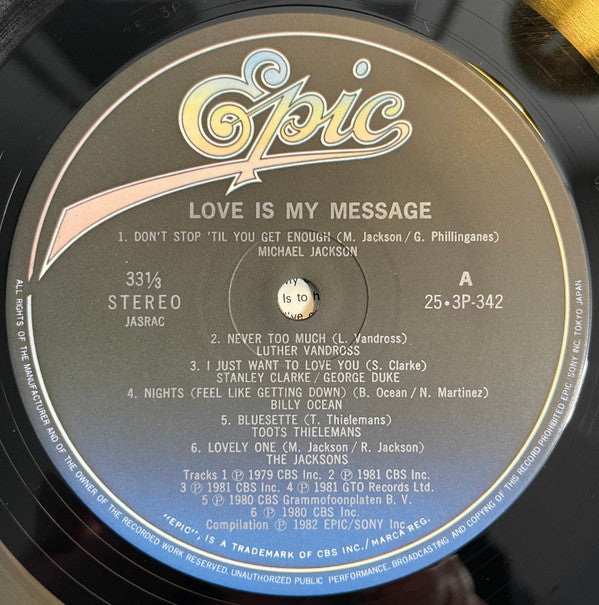 25 3P
Epic
LOVE IS MY MESSAGE
1. DON'T STOP 'TIL YOU GET ENOUGH (M. Jackson/G. Phillinganes)
MICHAEL JACKSON
33 1/3
STEREO
JASRAC
A
25・3P-342
Is to h
2. NEVER TOO MUCH (L. Vandross)
LUTHER VANDROSS
3. I JUST WANT TO LOVE YOU (S. Clarke)
STANLEY CLARKE/GEORGE DUKE
4. NIGHTS (FEEL LIKE GETTING DOWN) (B. Ocean/N. Martinez)
BILLY OCEAN
5. BLUESETTE (T. Thielemans)
TOOTS THIELEMANS
6. LOVELY ONE (M. Jackson/R. Jackson)
THE JACKSONS
Tracks 1 ℗ 1979 CBS Inc. 2 ℗ 1981 CBS Inc.
3 ℗ 1981 CBS Inc. 4 ℗ 1981 GTO Records Ltd.
5 ℗ 1980 CBS Grammofoonplaten B. V.
6 ℗ 1980 CBS Inc.
Compilation ℗ 1982 EPIC/SONY Inc.
"EPIC", IS A TRADEMARK OF CBS INC./MARCA REG.
ALL RIGHTS OF THE MANUFACTURER AND OF THE OWNER OF THE RECORDED WORK RESERVED. UNAUTHORIZED PUBLIC PERFORMANCE, BROADCASTING AND COPYING OF THIS RECORD PROHIBITED EPIC/SONY INC. TOKYO JAPAN